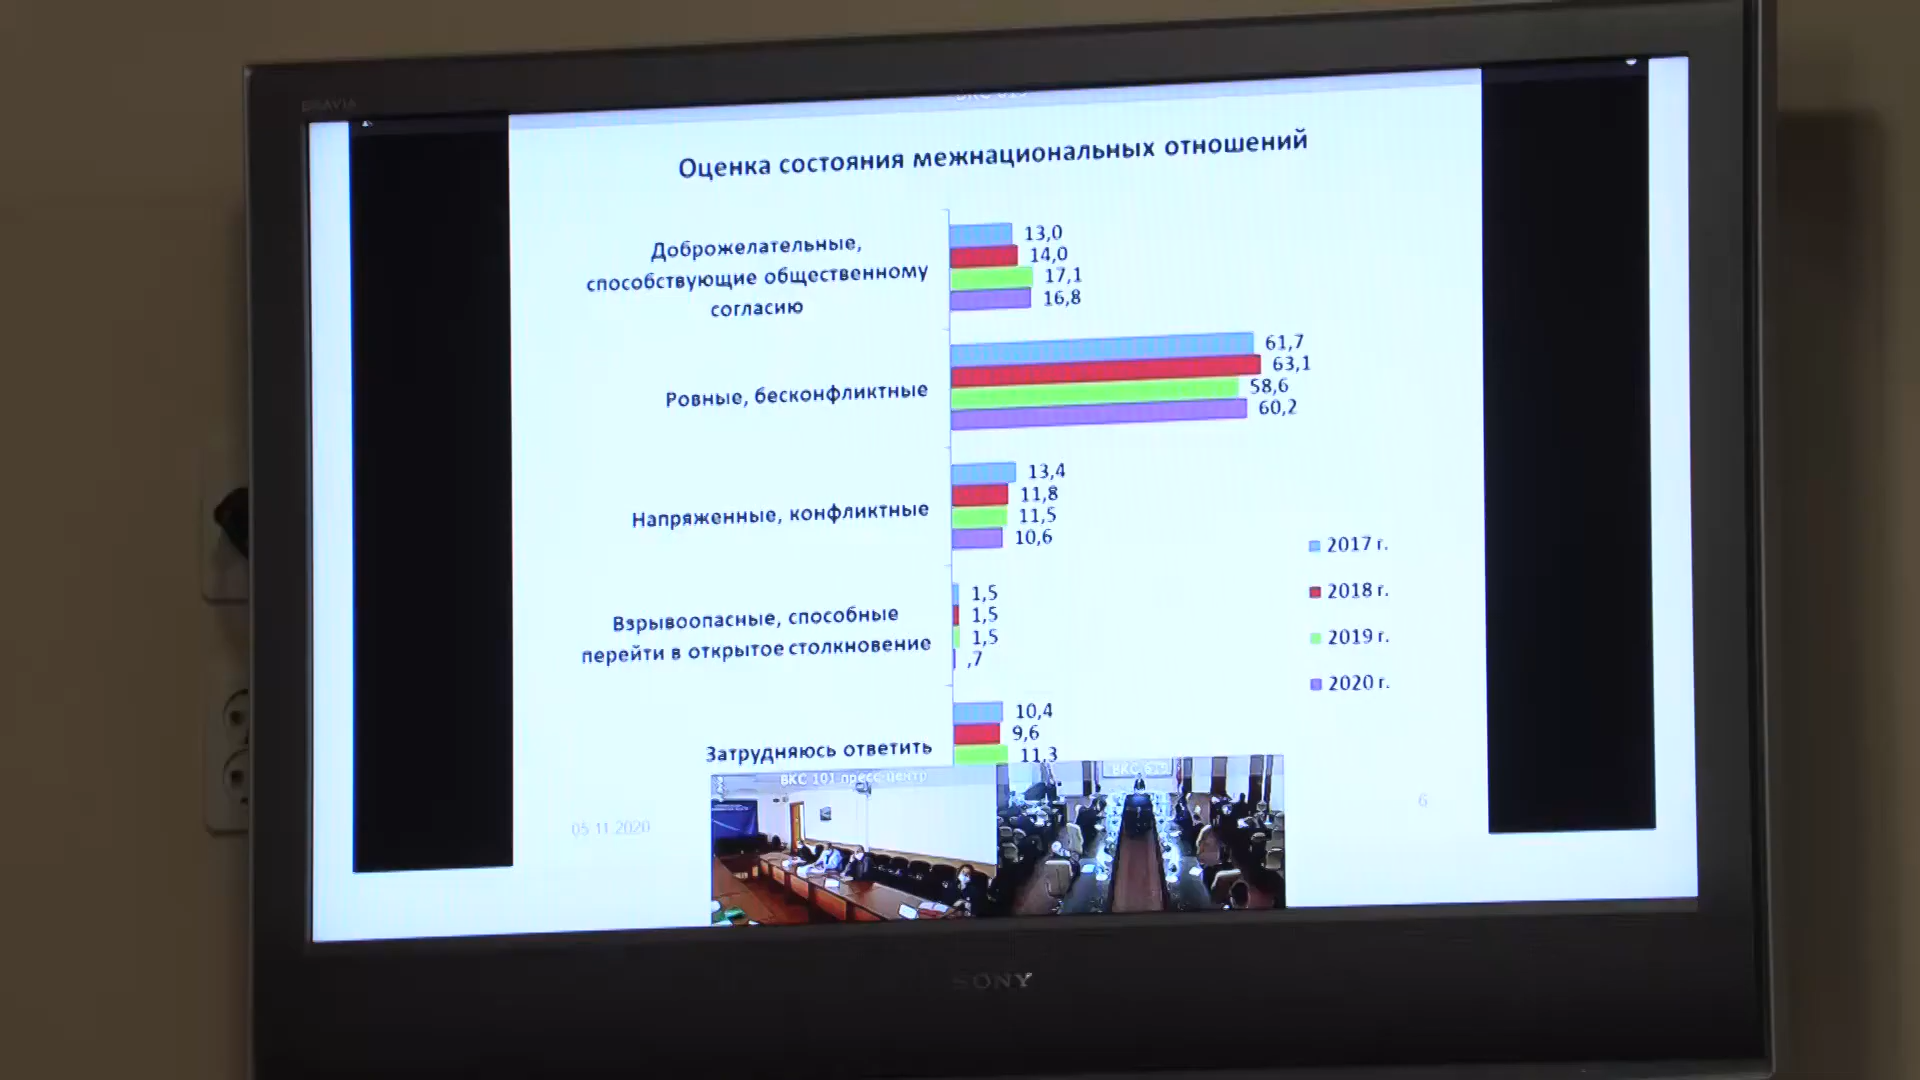 BRAVIA
Оценка состояния межнациональных отношений
Доброжелательные,
способствующие общественному
согласию
13,0
14,0
17,1
16,8
Ровные, бесконфликтные
61,7
63,1
58,6
60,2
Напряженные, конфликтные
13,4
11,8
11,5
10,6
Взрывоопасные, способные
перейти в открытое столкновение
1,5
1,5
1,5
,7
Затрудняюсь ответить
10,4
9,6
11,3
2017 г.
2018 г.
2019 г.
2020 г.
ВКС 101 пресс-центр
05.11.2020
6
SONY